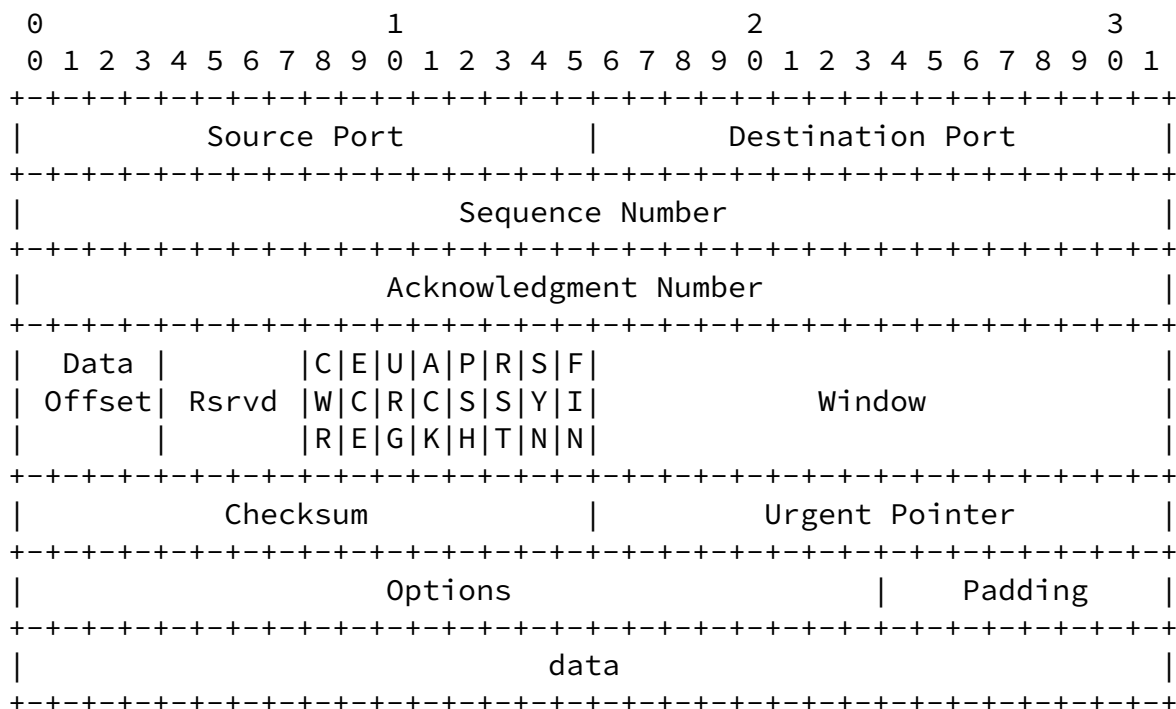 0                   1                   2                   3
 0 1 2 3 4 5 6 7 8 9 0 1 2 3 4 5 6 7 8 9 0 1 2 3 4 5 6 7 8 9 0 1
+-+-+-+-+-+-+-+-+-+-+-+-+-+-+-+-+-+-+-+-+-+-+-+-+-+-+-+-+-+-+-+-+
|          Source Port          |       Destination Port        |
+-+-+-+-+-+-+-+-+-+-+-+-+-+-+-+-+-+-+-+-+-+-+-+-+-+-+-+-+-+-+-+-+
|                        Sequence Number                        |
+-+-+-+-+-+-+-+-+-+-+-+-+-+-+-+-+-+-+-+-+-+-+-+-+-+-+-+-+-+-+-+-+
|                    Acknowledgment Number                      |
+-+-+-+-+-+-+-+-+-+-+-+-+-+-+-+-+-+-+-+-+-+-+-+-+-+-+-+-+-+-+-+-+
|  Data |       |C|E|U|A|P|R|S|F|                               |
| Offset| Rsrvd |W|C|R|C|S|S|Y|I|            Window             |
|       |       |R|E|G|K|H|T|N|N|                               |
+-+-+-+-+-+-+-+-+-+-+-+-+-+-+-+-+-+-+-+-+-+-+-+-+-+-+-+-+-+-+-+-+
|           Checksum            |         Urgent Pointer        |
+-+-+-+-+-+-+-+-+-+-+-+-+-+-+-+-+-+-+-+-+-+-+-+-+-+-+-+-+-+-+-+-+
|                    Options                    |    Padding    |
+-+-+-+-+-+-+-+-+-+-+-+-+-+-+-+-+-+-+-+-+-+-+-+-+-+-+-+-+-+-+-+-+
|                             data                              |
+-+-+-+-+-+-+-+-+-+-+-+-+-+-+-+-+-+-+-+-+-+-+-+-+-+-+-+-+-+-+-+-+